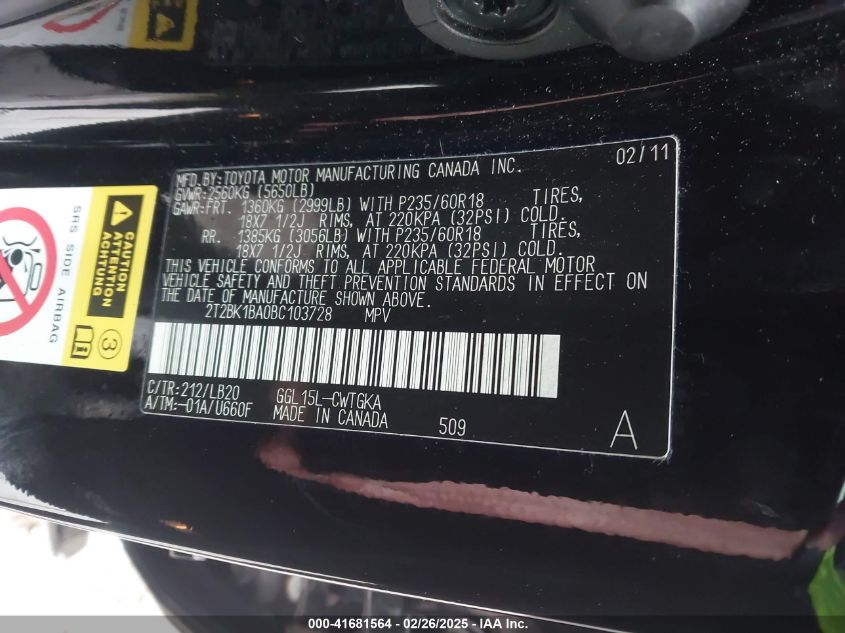 MFD.BY:TOYOTA MOTOR MANUFACTURING CANADA INC. 02/11
GVWR:2560KG (5650LB)
GAWR-FRT. 1360KG (2999LB) WITH P235/60R18 TIRES,
18X7 1/2J RIMS, AT 220KPA (32PSI) COLD.
RR. 1385KG (3056LB) WITH P235/60R18 TIRES,
18X7 1/2J RIMS, AT 220KPA (32PSI) COLD.
THIS VEHICLE CONFORMS TO ALL APPLICABLE FEDERAL MOTOR
VEHICLE SAFETY AND THEFT PREVENTION STANDARDS IN EFFECT ON
THE DATE OF MANUFACTURE SHOWN ABOVE.
2T2BK1BA0BC103728 MPV
C/TR:212/LB20 GGL15L-CWTGKA
A/TM:-01A/U660F MADE IN CANADA 509 A
SRS SIDE AIRBAG
CAUTION
ATTENTION
ACHTUNG
3
000-41681564 - 02/26/2025 - IAA Inc.